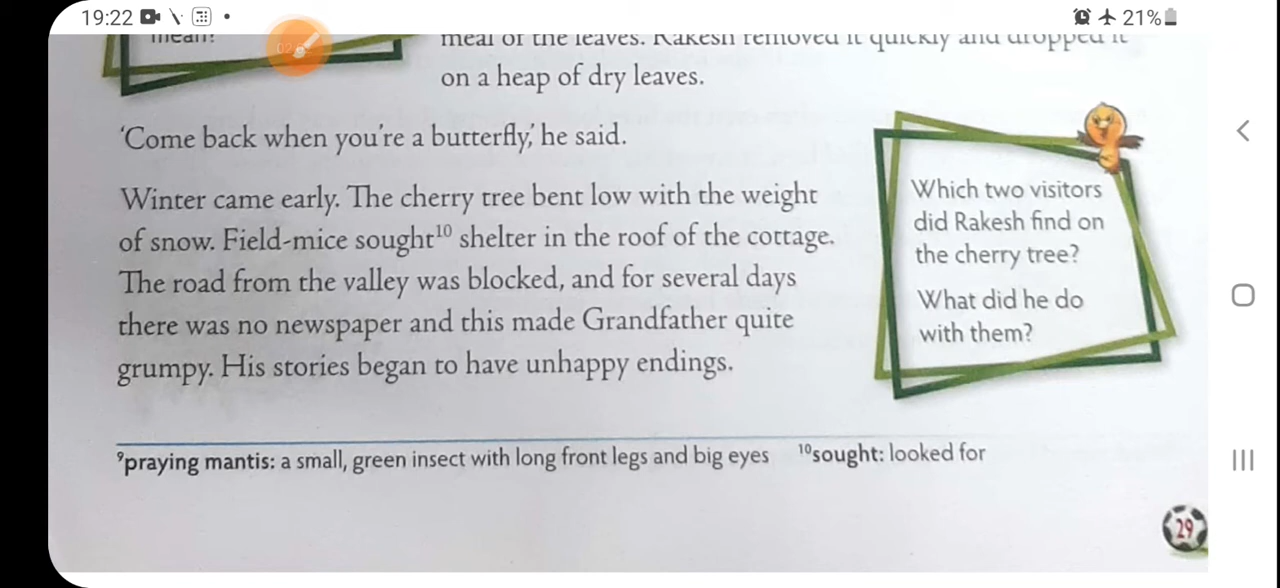 19:22
21%
mean?
meal of the leaves. Rakesh removed it quickly and dropped it
on a heap of dry leaves.
‘Come back when you’re a butterfly,’ he said.
Winter came early. The cherry tree bent low with the weight
of snow. Field-mice sought¹⁰ shelter in the roof of the cottage.
The road from the valley was blocked, and for several days
there was no newspaper and this made Grandfather quite
grumpy. His stories began to have unhappy endings.
Which two visitors
did Rakesh find on
the cherry tree?
What did he do
with them?
⁹praying mantis: a small, green insect with long front legs and big eyes ¹⁰sought: looked for
29